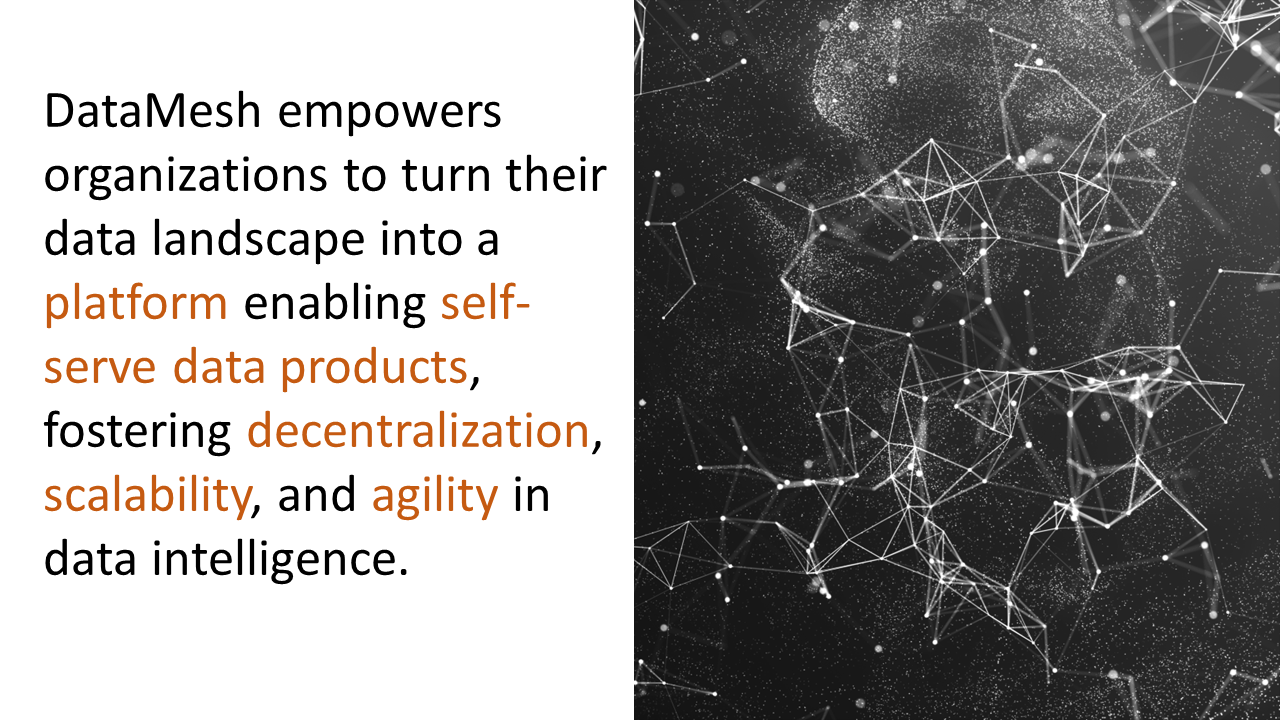 DataMesh empowers
organizations to turn their
data landscape into a
platform enabling self-
serve data products,
fostering decentralization,
scalability, and agility in
data intelligence.